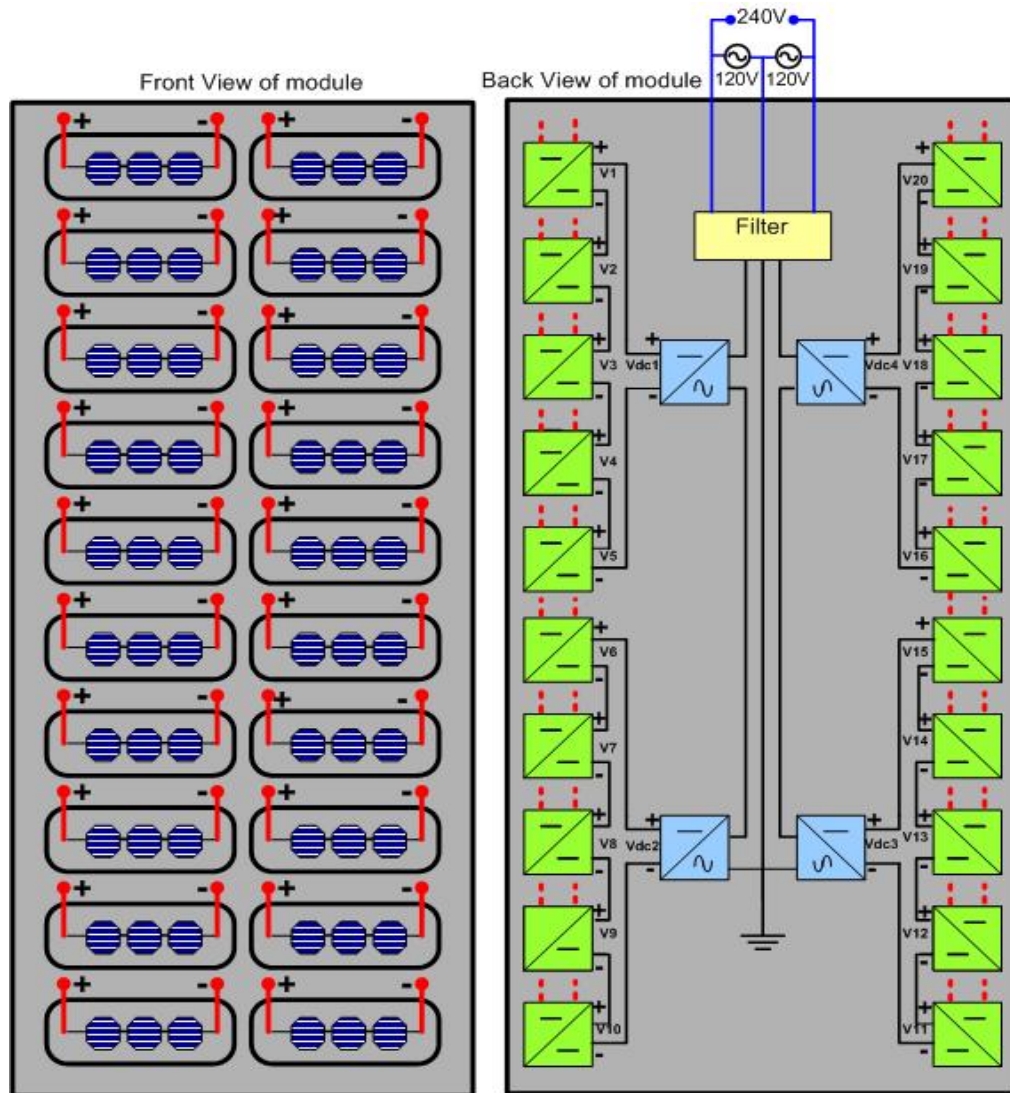 240V
120V 120V
Front View of module
Back View of module
Filter
V1
V2
V3
V4
V5
V6
V7
V8
V9
V10
Vdc1
Vdc2
Vdc4
Vdc3
V20
V19
V18
V17
V16
V15
V14
V13
V12
V11